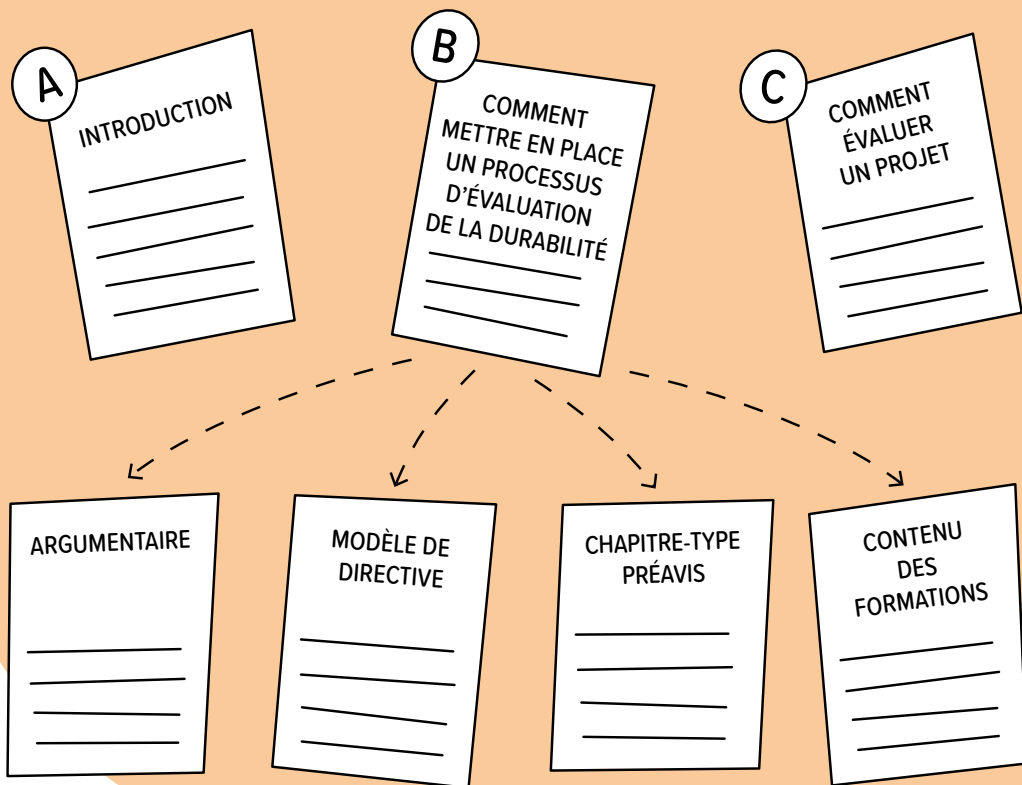 A
INTRODUCTION
B
COMMENT
METTRE EN PLACE
UN PROCESSUS
D'ÉVALUATION
DE LA DURABILITÉ
C
COMMENT
ÉVALUER
UN PROJET
ARGUMENTAIRE
MODÈLE DE
DIRECTIVE
CHAPITRE-TYPE
PRÉAVIS
CONTENU
DES
FORMATIONS